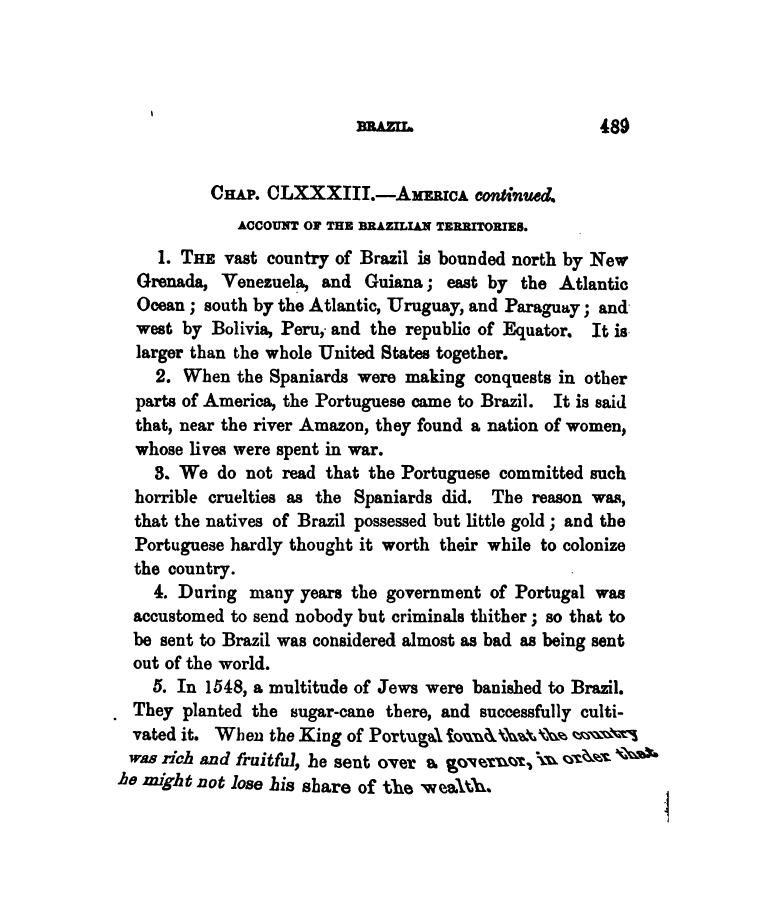 BRAZIL. 489
CHAP. CLXXXIII.—AMERICA continued.
ACCOUNT OF THE BRAZILIAN TERRITORIES.
1. THE vast country of Brazil is bounded north by New
Grenada, Venezuela, and Guiana; east by the Atlantic
Ocean; south by the Atlantic, Uruguay, and Paraguay; and
west by Bolivia, Peru, and the republic of Equator. It is
larger than the whole United States together.
2. When the Spaniards were making conquests in other
parts of America, the Portuguese came to Brazil. It is said
that, near the river Amazon, they found a nation of women,
whose lives were spent in war.
3. We do not read that the Portuguese committed such
horrible cruelties as the Spaniards did. The reason was,
that the natives of Brazil possessed but little gold; and the
Portuguese hardly thought it worth their while to colonize
the country.
4. During many years the government of Portugal was
accustomed to send nobody but criminals thither; so that to
be sent to Brazil was considered almost as bad as being sent
out of the world.
5. In 1548, a multitude of Jews were banished to Brazil.
They planted the sugar-cane there, and successfully culti-
vated it. When the King of Portugal found that the country
was rich and fruitful, he sent over a governor, in order that
he might not lose his share of the wealth.